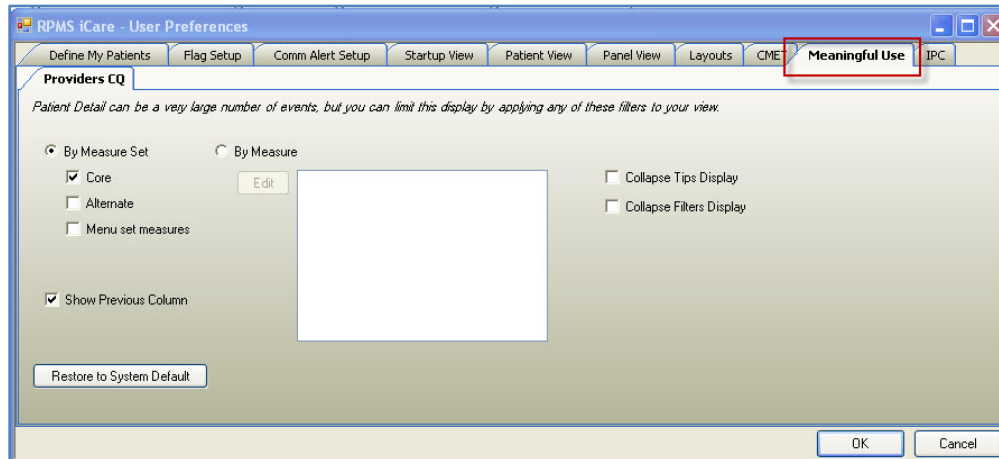 RPMS iCare - User Preferences
Define My Patients Flag Setup Comm Alert Setup Startup View Patient View Panel View Layouts CMET Meaningful Use IPC
Providers CQ
Patient Detail can be a very large number of events, but you can limit this display by applying any of these filters to your view.
By Measure Set By Measure
Core Edit Collapse Tips Display
Alternate Collapse Filters Display
Menu set measures
Show Previous Column
Restore to System Default
OK Cancel